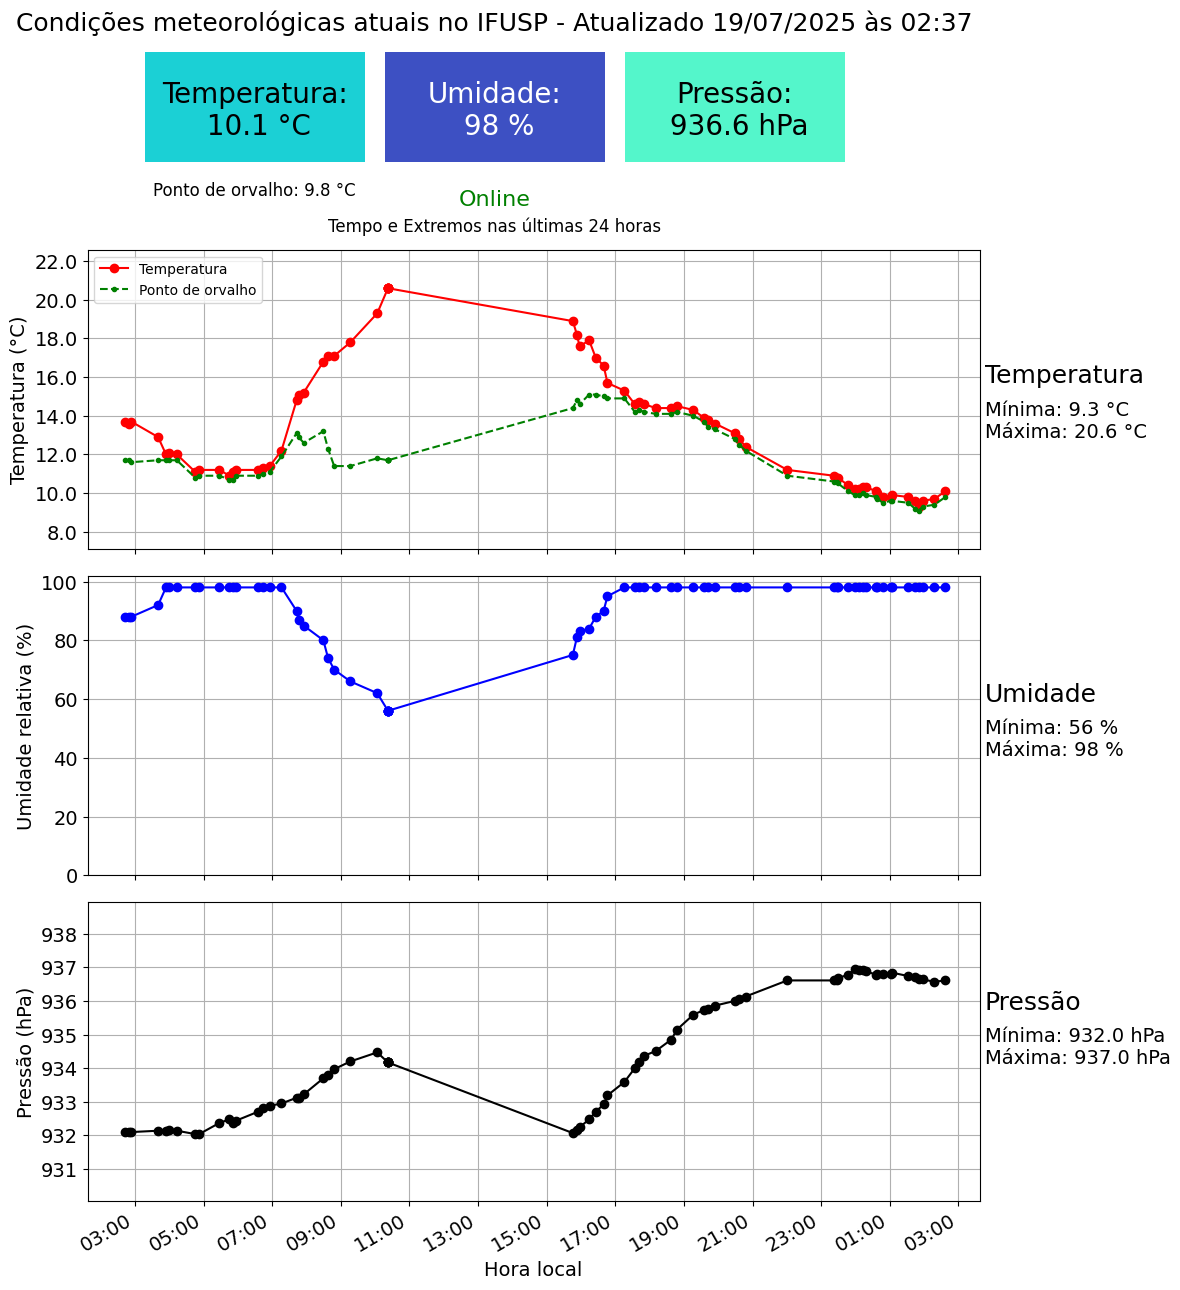 Condições meteorológicas atuais no IFUSP - Atualizado 19/07/2025 às 02:37
Temperatura:
10.1 °C
Umidade:
98 %
Pressão:
936.6 hPa
Ponto de orvalho: 9.8 °C
Online
Tempo e Extremos nas últimas 24 horas
Temperatura (°C)
22.0
20.0
18.0
16.0
14.0
12.0
10.0
8.0
Temperatura
Ponto de orvalho
Temperatura
Mínima: 9.3 °C
Máxima: 20.6 °C
Umidade relativa (%)
100
80
60
40
20
0
Umidade
Mínima: 56 %
Máxima: 98 %
Pressão (hPa)
938
937
936
935
934
933
932
931
Pressão
Mínima: 932.0 hPa
Máxima: 937.0 hPa
03:00 05:00 07:00 09:00 11:00 13:00 15:00 17:00 19:00 21:00 23:00 01:00 03:00
Hora local